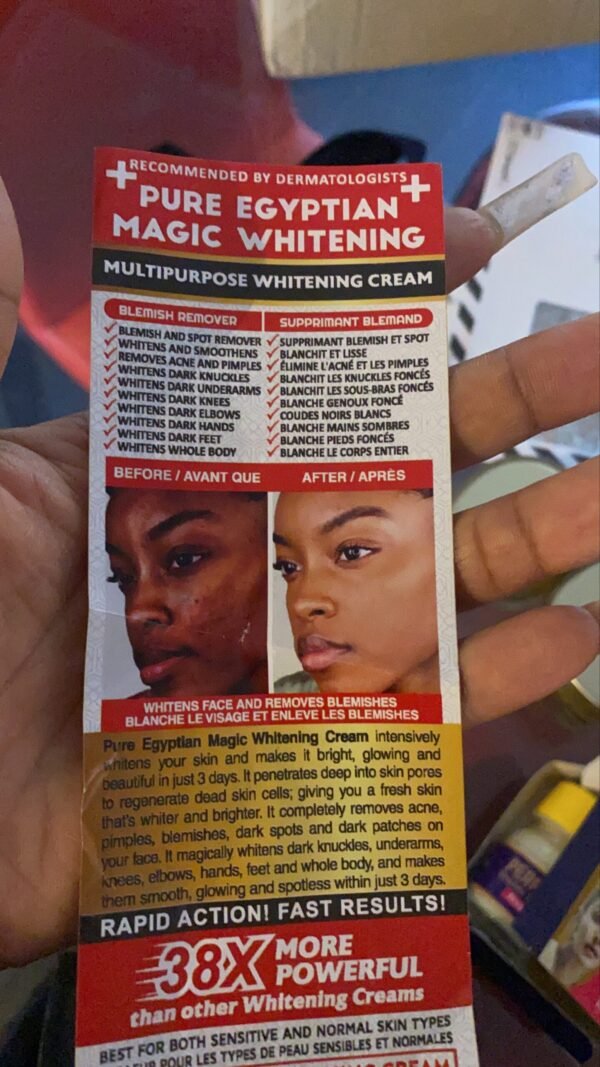 RECOMMENDED BY DERMATOLOGISTS
PURE EGYPTIAN
MAGIC WHITENING
MULTIPURPOSE WHITENING CREAM
BLEMISH REMOVER
BLEMISH AND SPOT REMOVER
WHITENS AND SMOOTHENS
REMOVES ACNE AND PIMPLES
WHITENS DARK KNUCKLES
WHITENS DARK UNDERARMS
WHITENS DARK KNEES
WHITENS DARK ELBOWS
WHITENS DARK HANDS
WHITENS DARK FEET
WHITENS WHOLE BODY
SUPPRIMANT BLEMAND
SUPPRIMANT BLEMISH ET SPOT
BLANCHIT ET LISSE
ÉLIMINE L'ACNÉ ET LES PIMPLES
BLANCHIT LES KNUCKLES FONCÉS
BLANCHIT LES SOUS-BRAS FONCÉS
BLANCHE GENOUX FONCÉ
COUDES NOIRS BLANCS
BLANCHE MAINS SOMBRES
BLANCHE PIEDS FONCÉS
BLANCHE LE CORPS ENTIER
BEFORE / AVANT QUE
AFTER / APRÈS
WHITENS FACE AND REMOVES BLEMISHES
BLANCHE LE VISAGE ET ENLEVE LES BLEMISHES
Pure Egyptian Magic Whitening Cream intensively
whitens your skin and makes it bright, glowing and
beautiful in just 3 days. It penetrates deep into skin pores
to regenerate dead skin cells; giving you a fresh skin
that's whiter and brighter. It completely removes acne,
pimples, blemishes, dark spots and dark patches on
your face. It magically whitens dark knuckles, underarms,
knees, elbows, hands, feet and whole body, and makes
them smooth, glowing and spotless within just 3 days.
RAPID ACTION! FAST RESULTS!
38X MORE
POWERFUL
than other Whitening Creams
BEST FOR BOTH SENSITIVE AND NORMAL SKIN TYPES
POUR LES TYPES DE PEAU SENSIBLES ET NORMALES
CREAM